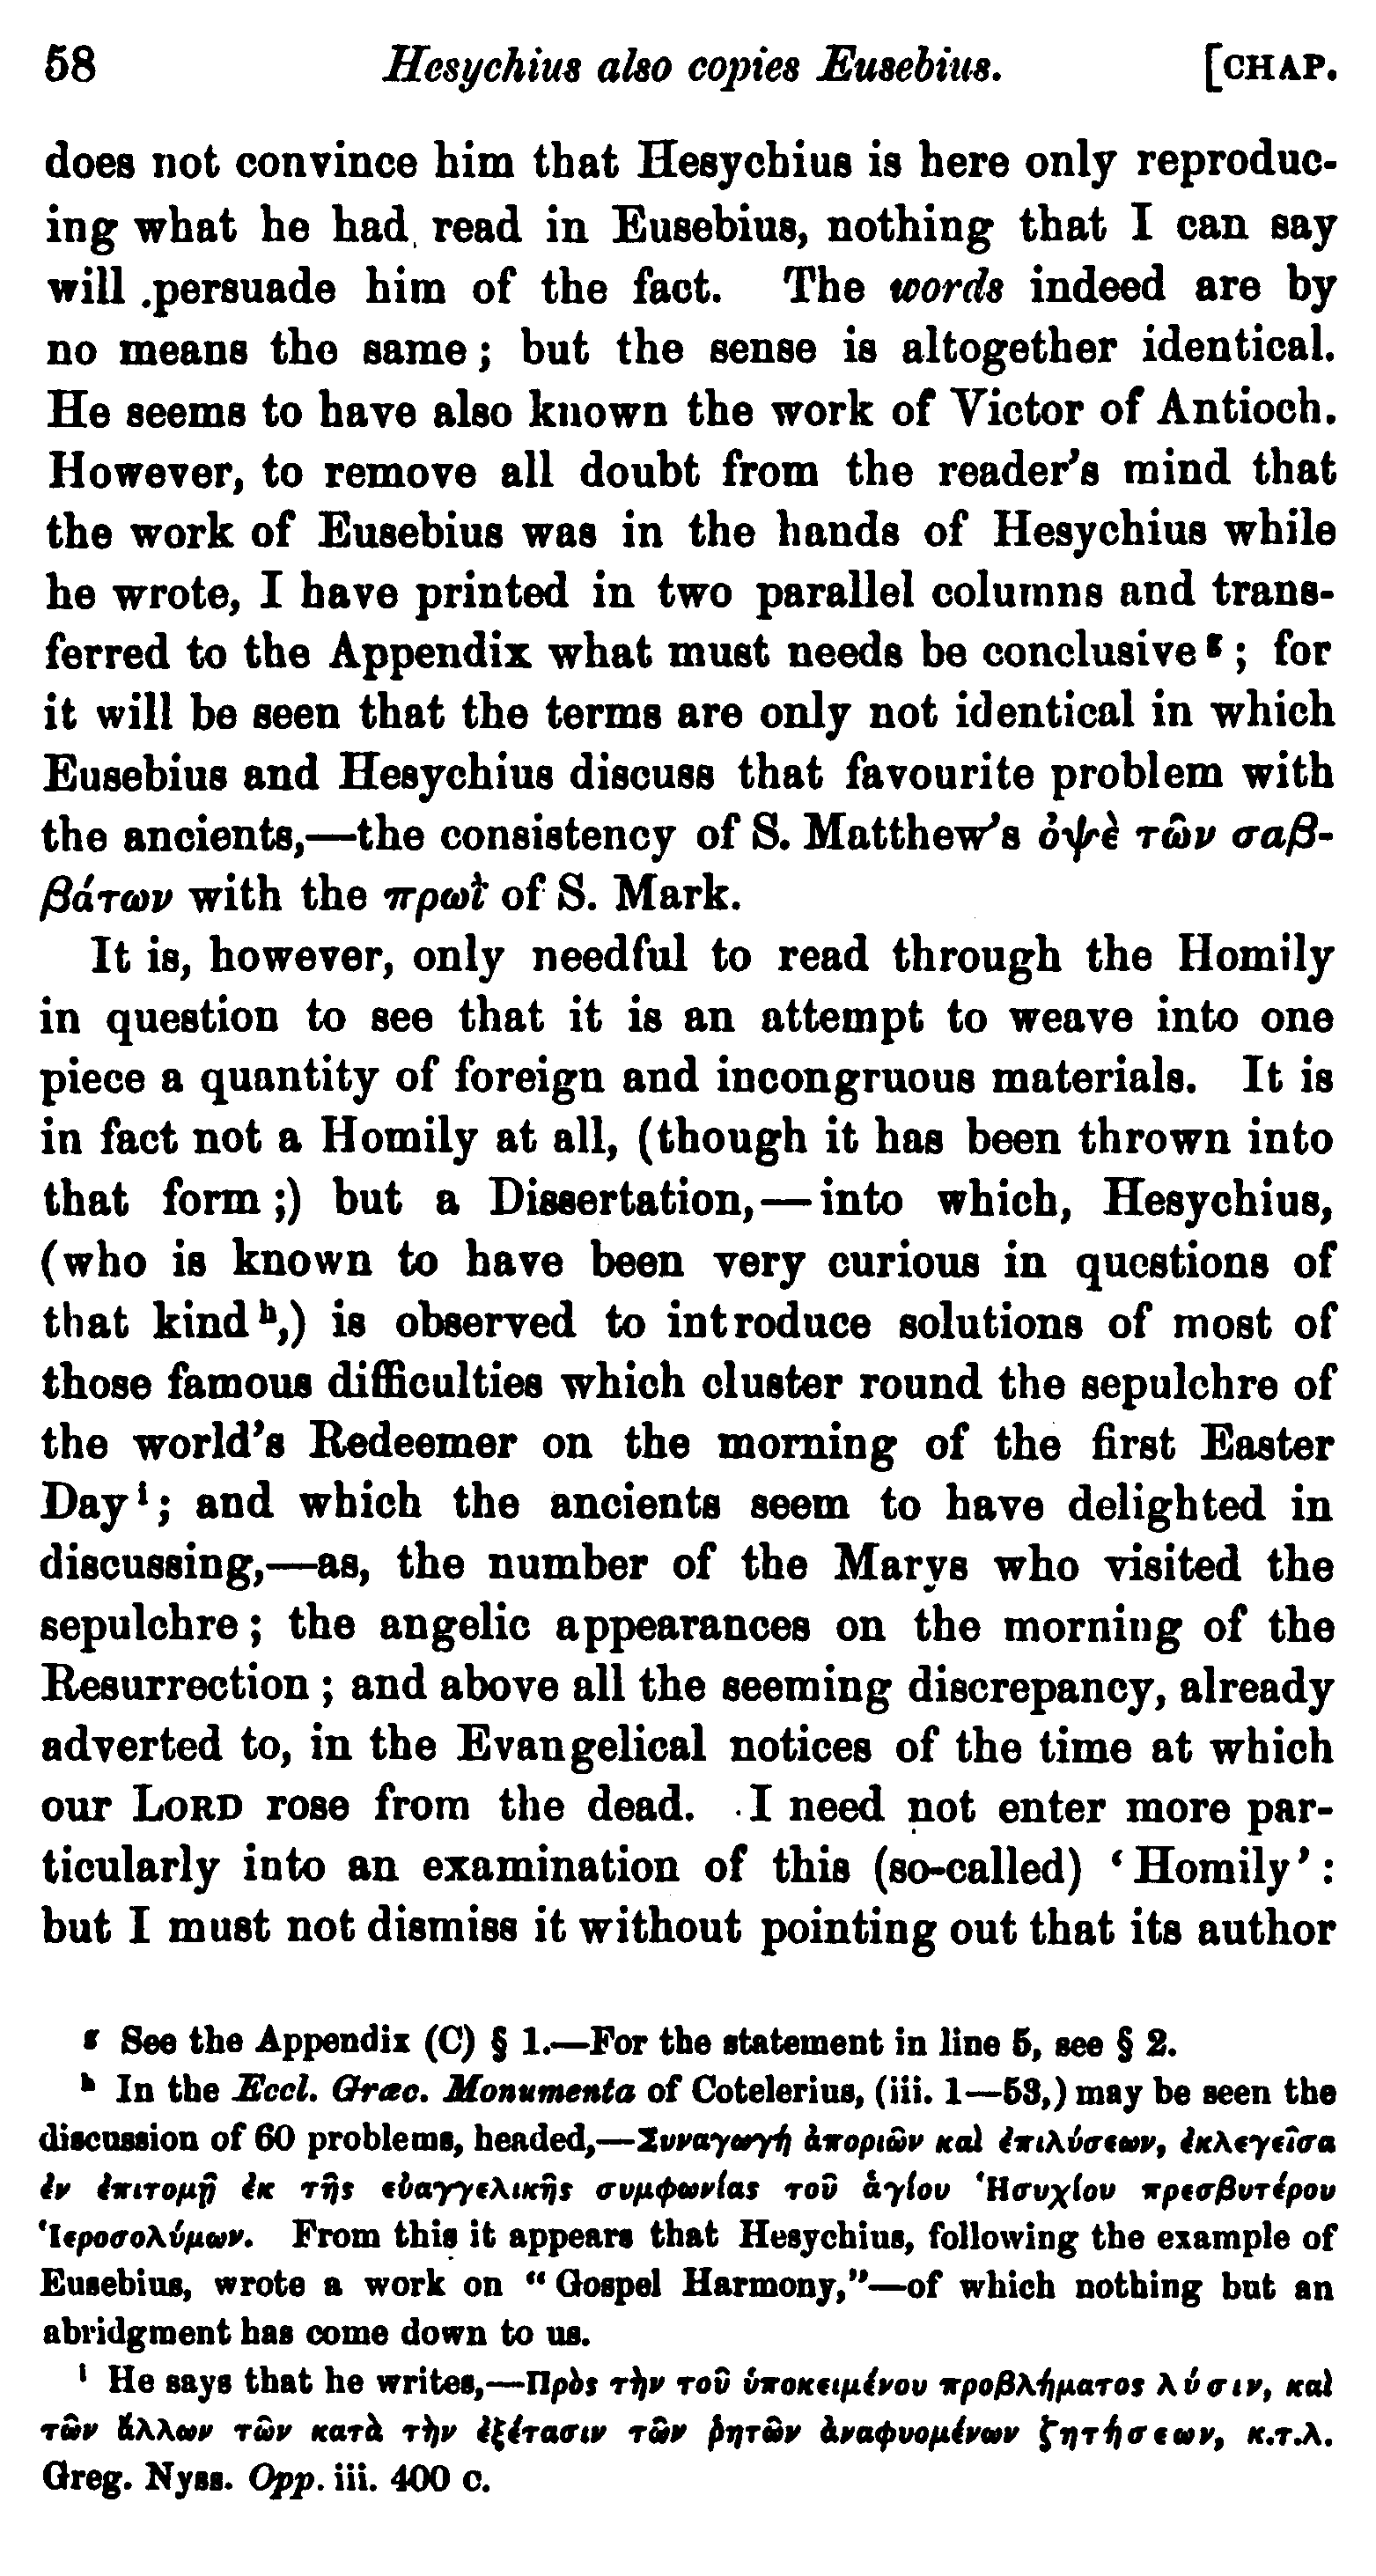 58 Hesychius also copies Eusebius. [CHAP.
does not convince him that Hesychius is here only reproduc-
ing what he had read in Eusebius, nothing that I can say
will persuade him of the fact. The words indeed are by
no means the same; but the sense is altogether identical.
He seems to have also known the work of Victor of Antioch.
However, to remove all doubt from the reader's mind that
the work of Eusebius was in the hands of Hesychius while
he wrote, I have printed in two parallel columns and trans-
ferred to the Appendix what must needs be conclusive g; for
it will be seen that the terms are only not identical in which
Eusebius and Hesychius discuss that favourite problem with
the ancients,—the consistency of S. Matthew's ὀψὲ τῶν σαβ-
βάτων with the πρωῒ of S. Mark.
It is, however, only needful to read through the Homily
in question to see that it is an attempt to weave into one
piece a quantity of foreign and incongruous materials. It is
in fact not a Homily at all, (though it has been thrown into
that form;) but a Dissertation,—into which, Hesychius,
(who is known to have been very curious in questions of
that kind h,) is observed to introduce solutions of most of
those famous difficulties which cluster round the sepulchre of
the world's Redeemer on the morning of the first Easter
Day i; and which the ancients seem to have delighted in
discussing,—as, the number of the Marys who visited the
sepulchre; the angelic appearances on the morning of the
Resurrection; and above all the seeming discrepancy, already
adverted to, in the Evangelical notices of the time at which
our LORD rose from the dead. I need not enter more par-
ticularly into an examination of this (so-called) 'Homily':
but I must not dismiss it without pointing out that its author
g See the Appendix (C) § 1.—For the statement in line 5, see § 2.
h In the Eccl. Græc. Monumenta of Cotelerius, (iii. 1—53,) may be seen the
discussion of 60 problems, headed,—Συναγωγὴ ἀποριῶν καὶ ἐπιλύσεων, ἐκλεγεῖσα
ἐν ἐπιτομῇ ἐκ τῆς εὐαγγελικῆς συμφωνίας τοῦ ἁγίου Ἡσυχίου πρεσβυτέρου
Ἱεροσολύμων. From this it appears that Hesychius, following the example of
Eusebius, wrote a work on "Gospel Harmony,"—of which nothing but an
abridgment has come down to us.
i He says that he writes,—Πρὸς τὴν τοῦ ὑποκειμένου προβλήματος λύσιν, καὶ
τῶν ἄλλων τῶν κατὰ τὴν ἐξέτασιν τῶν ῥητῶν ἀναφυομένων ζητήσεων, κ.τ.λ.
Greg. Nyss. Opp. iii. 400 C.